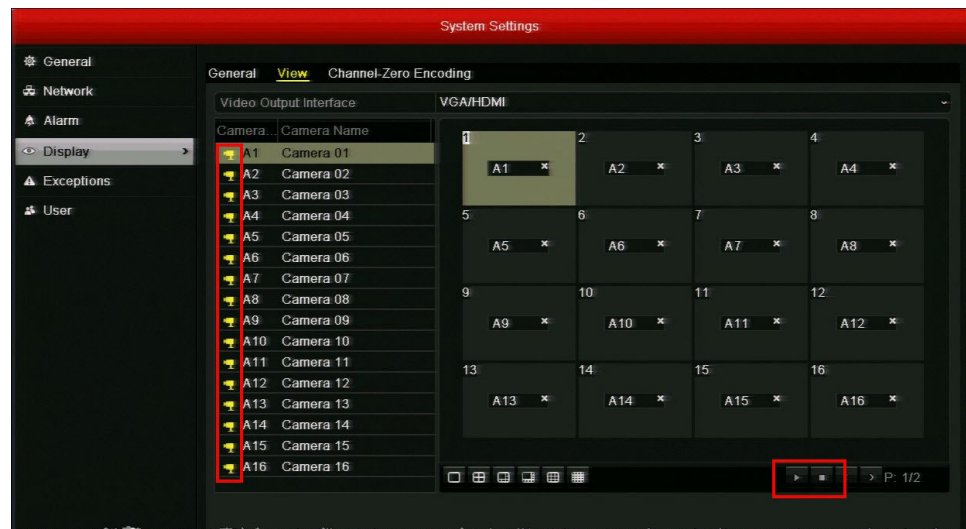 System Settings
General
Network
Alarm
Display
Exceptions
User
General View Channel-Zero Encoding
Video Output Interface VGA/HDMI
Camera... Camera Name
A1 Camera 01
A2 Camera 02
A3 Camera 03
A4 Camera 04
A5 Camera 05
A6 Camera 06
A7 Camera 07
A8 Camera 08
A9 Camera 09
A10 Camera 10
A11 Camera 11
A12 Camera 12
A13 Camera 13
A14 Camera 14
A15 Camera 15
A16 Camera 16
1 2 3 4
A1 A2 A3 A4
5 6 7 8
A5 A6 A7 A8
9 10 11 12
A9 A10 A11 A12
13 14 15 16
A13 A14 A15 A16
P: 1/2